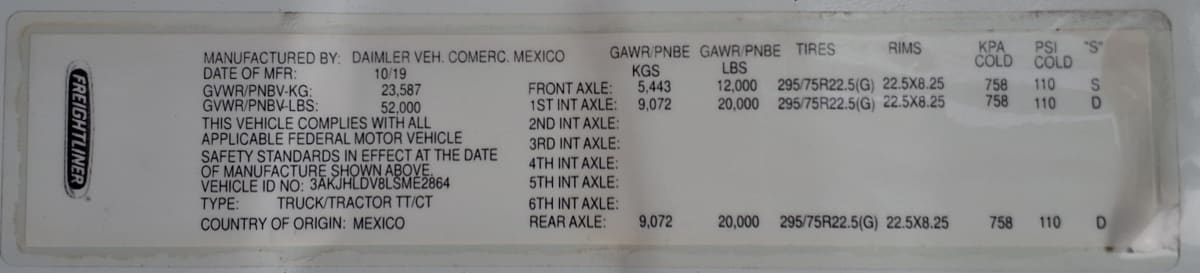 FREIGHTLINER
MANUFACTURED BY: DAIMLER VEH. COMERC. MEXICO GAWR/PNBE GAWR/PNBE TIRES RIMS KPA PSI "S"
DATE OF MFR: 10/19 KGS LBS COLD COLD
GVWR/PNBV-KG: 23,587 FRONT AXLE: 5,443 12,000 295/75R22.5(G) 22.5X8.25 758 110 S
GVWR/PNBV-LBS: 52,000 1ST INT AXLE: 9,072 20,000 295/75R22.5(G) 22.5X8.25 758 110 D
THIS VEHICLE COMPLIES WITH ALL 2ND INT AXLE:
APPLICABLE FEDERAL MOTOR VEHICLE 3RD INT AXLE:
SAFETY STANDARDS IN EFFECT AT THE DATE 4TH INT AXLE:
OF MANUFACTURE SHOWN ABOVE.
VEHICLE ID NO: 3AKJHLDV8LSME2864 5TH INT AXLE:
TYPE: TRUCK/TRACTOR TT/CT 6TH INT AXLE:
COUNTRY OF ORIGIN: MEXICO REAR AXLE: 9,072 20,000 295/75R22.5(G) 22.5X8.25 758 110 D